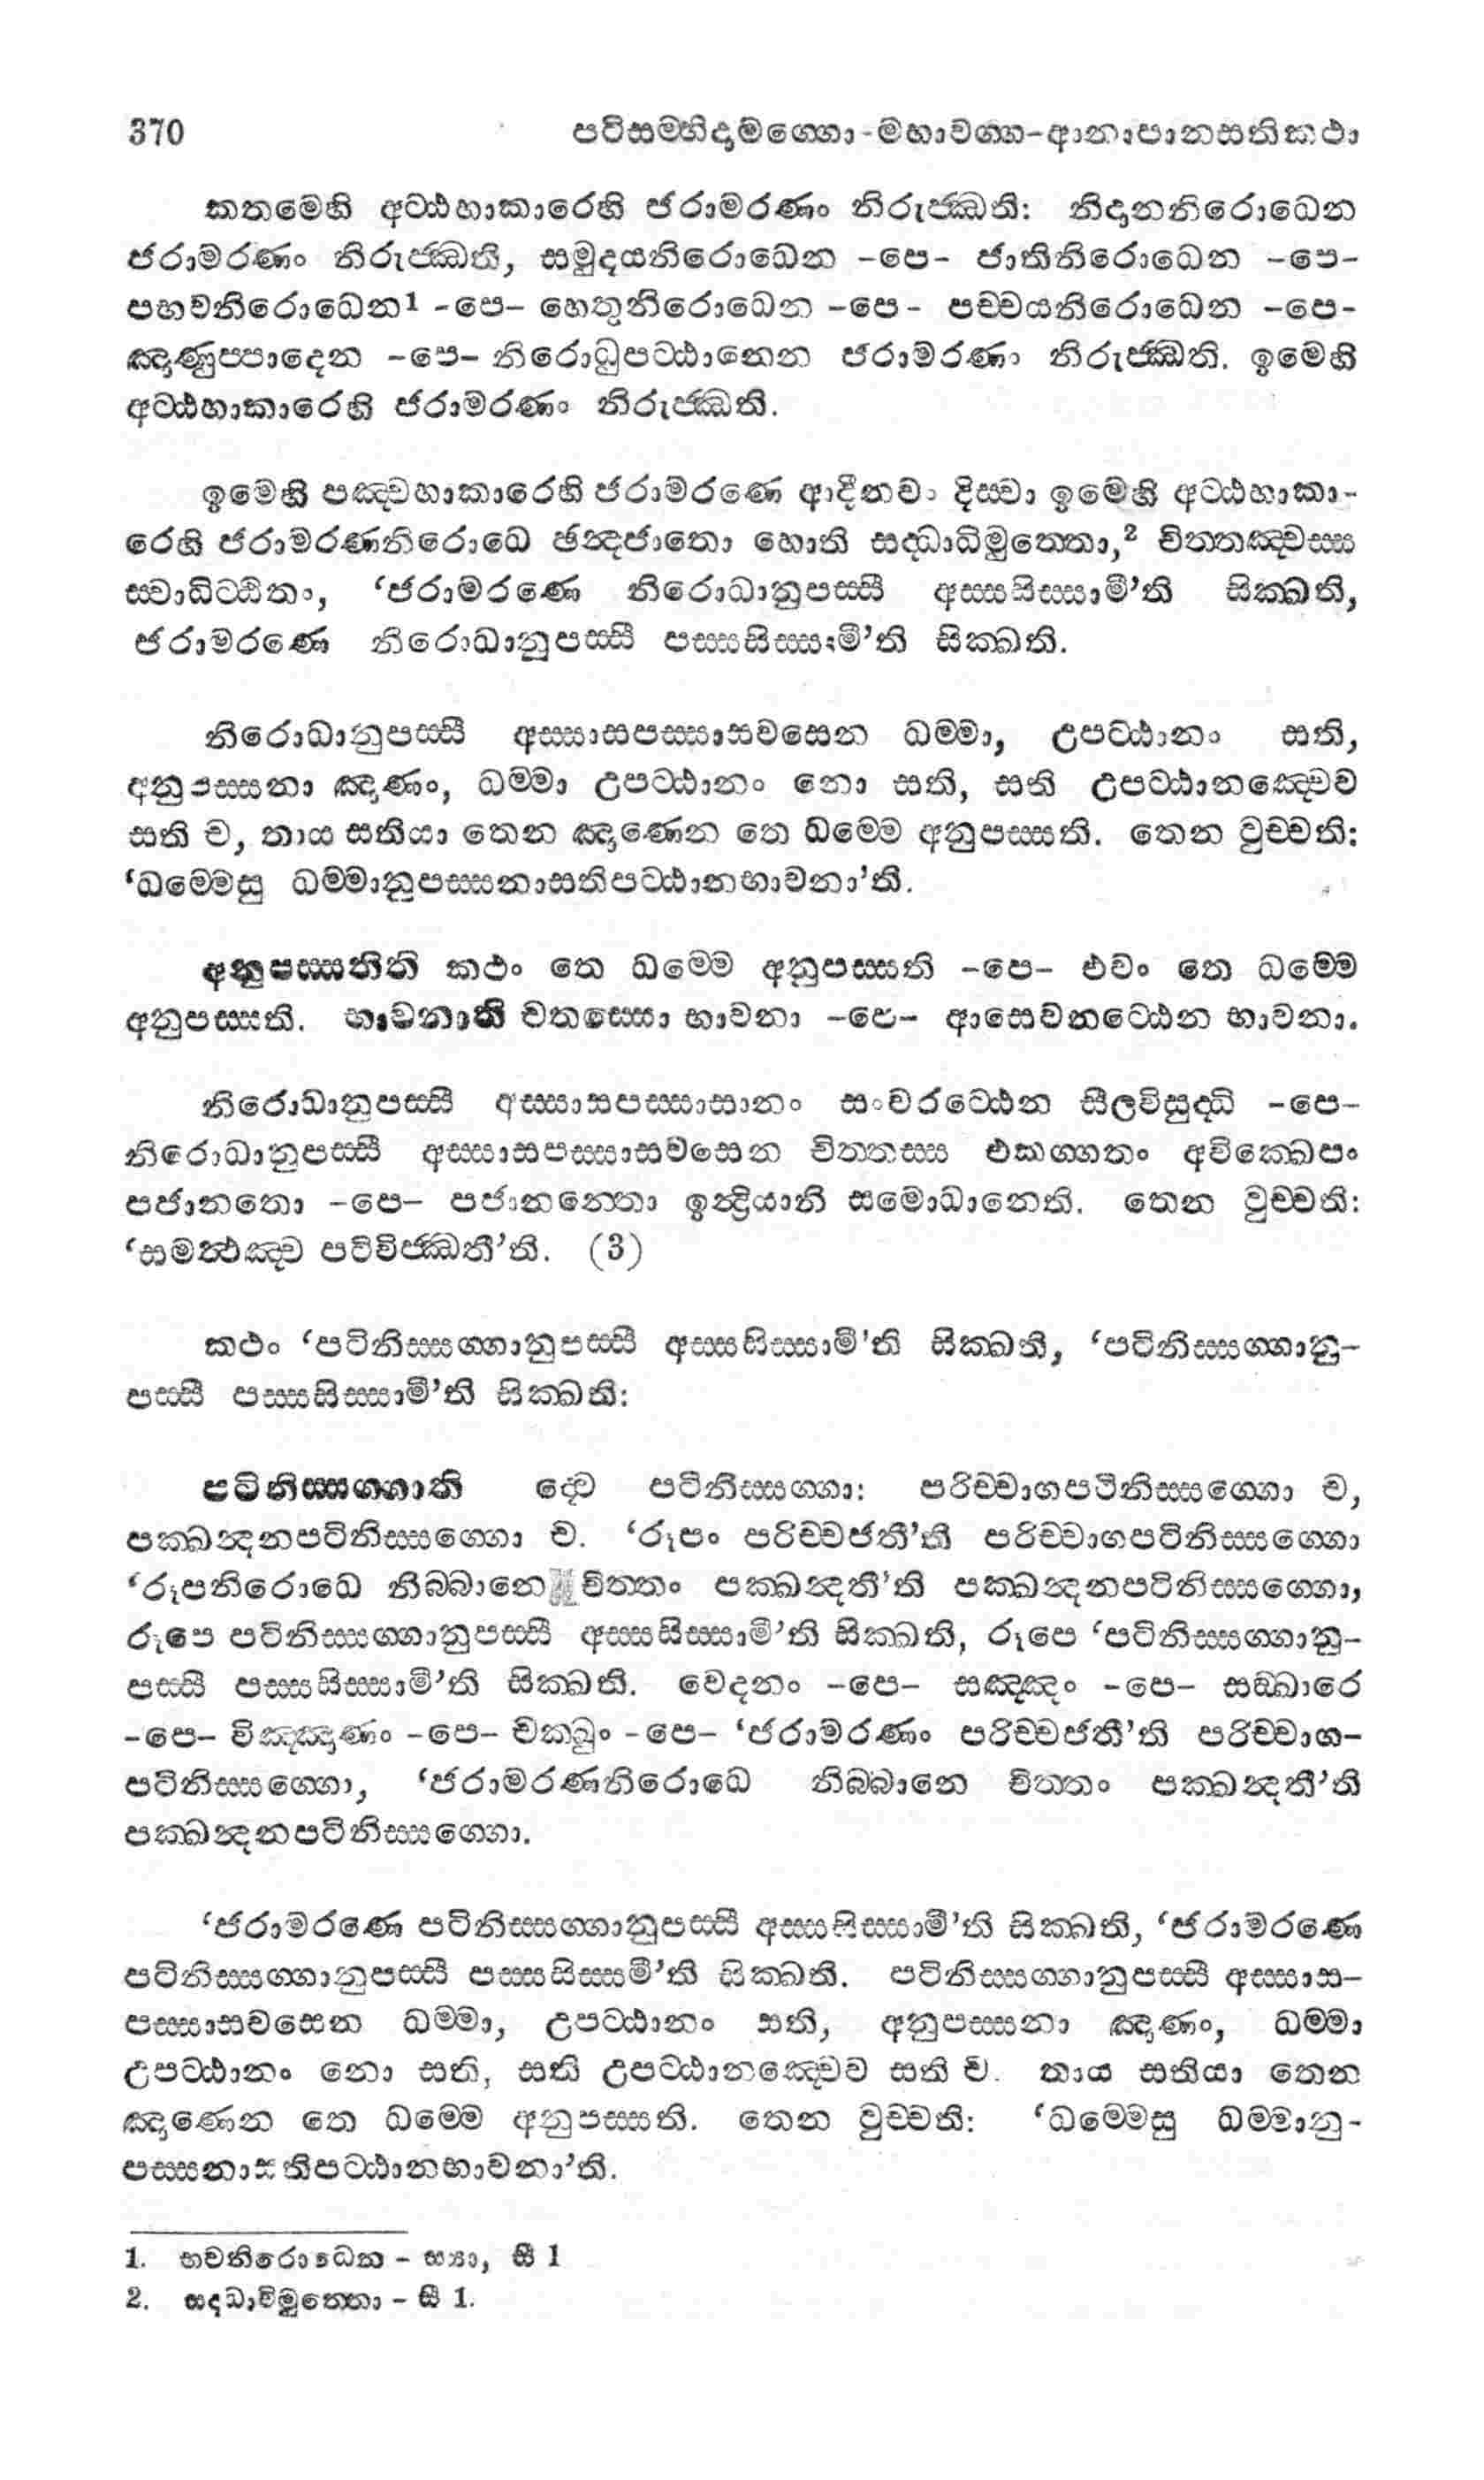 370 පටිසම්භිදාමග්ගො-මහාවග්ග-ආනාපානසතිකථා
කතමෙහි අට්ඨහාකාරෙහි ජරාමරණං නිරුජ්ඣති: නිදානනිරොධෙන
ජරාමරණං නිරුජ්ඣති, සමුදයනිරොධෙන -පෙ- ජාතිනිරොධෙන -පෙ-
පභවනිරොධෙන1 -පෙ- හෙතුනිරොධෙන -පෙ- පච්චයනිරොධෙන -පෙ-
ඤාණුප්පාදෙන -පෙ- නිරොධුපට්ඨානෙන ජරාමරණං නිරුජ්ඣති. ඉමෙහි
අට්ඨහාකාරෙහි ජරාමරණං නිරුජ්ඣති.
ඉමෙහි පඤ්චහාකාරෙහි ජරාමරණෙ ආදීනවං දිස්වා ඉමෙහි අට්ඨහාකා-
රෙහි ජරාමරණනිරොධෙ ඡන්දජාතො හොති සද්ධාධිමුත්තො,2 චිත්තඤ්චස්ස
ස්වාධිට්ඨිතං, ‘ජරාමරණෙ නිරොධානුපස්සී අස්සසිස්සාමී’ති සික්ඛති,
ජරාමරණෙ නිරොධානුපස්සී පස්සසිස්සාමී’ති සික්ඛති.
නිරොධානුපස්සී අස්සාසපස්සාසවසෙන ධම්මා, උපට්ඨානං සති,
අනුපස්සනා ඤාණං, ධම්මා උපට්ඨානං නො සති, සති උපට්ඨානඤ්චෙව
සති ච, තාය සතියා තෙන ඤාණෙන තෙ ධම්මෙ අනුපස්සති. තෙන වුච්චති:
‘ධම්මෙසු ධම්මානුපස්සනාසතිපට්ඨානභාවනා’ති.
අනුපස්සතීති කථං තෙ ධම්මෙ අනුපස්සති -පෙ- එවං තෙ ධම්මෙ
අනුපස්සති. භාවනාති චතස්සො භාවනා -පෙ- ආසෙවනට්ඨෙන භාවනා.
නිරොධානුපස්සී අස්සාසපස්සාසානං සංවරට්ඨෙන සීලවිසුද්ධි -පෙ-
නිරොධානුපස්සී අස්සාසපස්සාසවසෙන චිත්තස්ස එකග්ගතං අවික්ඛෙපං
පජානතො -පෙ- පජානන්තො ඉන්ද්‍රියානි සමොධානෙති. තෙන වුච්චති:
‘සමත්ථඤ්ච පටිවිජ්ඣතී’ති. (3)
කථං ‘පටිනිස්සග්ගානුපස්සී අස්සසිස්සාමී’ති සික්ඛති, ‘පටිනිස්සග්ගානු-
පස්සී පස්සසිස්සාමී’ති සික්ඛති:
පටිනිස්සග්ගාති ද්වෙ පටිනිස්සග්ගා: පරිච්චාගපටිනිස්සග්ගො ච,
පක්ඛන්දනපටිනිස්සග්ගො ච. ‘රූපං පරිච්චජතී’ති පරිච්චාගපටිනිස්සග්ගො
‘රූපනිරොධෙ නිබ්බානෙ චිත්තං පක්ඛන්දතී’ති පක්ඛන්දනපටිනිස්සග්ගො,
රූපෙ පටිනිස්සග්ගානුපස්සී අස්සසිස්සාමී’ති සික්ඛති, රූපෙ ‘පටිනිස්සග්ගානු-
පස්සී පස්සසිස්සාමී’ති සික්ඛති. වෙදනං -පෙ- සඤ්ඤං -පෙ- සඞ්ඛාරෙ
-පෙ- විඤ්ඤාණං -පෙ- චක්ඛුං -පෙ- ‘ජරාමරණං පරිච්චජතී’ති පරිච්චාග-
පටිනිස්සග්ගො, ‘ජරාමරණනිරොධෙ නිබ්බානෙ චිත්තං පක්ඛන්දතී’ති
පක්ඛන්දනපටිනිස්සග්ගො.
‘ජරාමරණෙ පටිනිස්සග්ගානුපස්සී අස්සසිස්සාමී’ති සික්ඛති, ‘ජරාමරණෙ
පටිනිස්සග්ගානුපස්සී පස්සසිස්සමී’ති සික්ඛති. පටිනිස්සග්ගානුපස්සී අස්සාස-
පස්සාසවසෙන ධම්මා, උපට්ඨානං සති, අනුපස්සනා ඤාණං, ධම්මා
උපට්ඨානං නො සති, සති උපට්ඨානඤ්චෙව සති ච. තාය සතියා තෙන
ඤාණෙන තෙ ධම්මෙ අනුපස්සති. තෙන වුච්චති: ‘ධම්මෙසු ධම්මානු-
පස්සනාසතිපට්ඨානභාවනා’ති.
1. භවනිරොධෙන - ස්‍යා, සී 1
2. සද්ධාවිමුත්තො - සී 1.